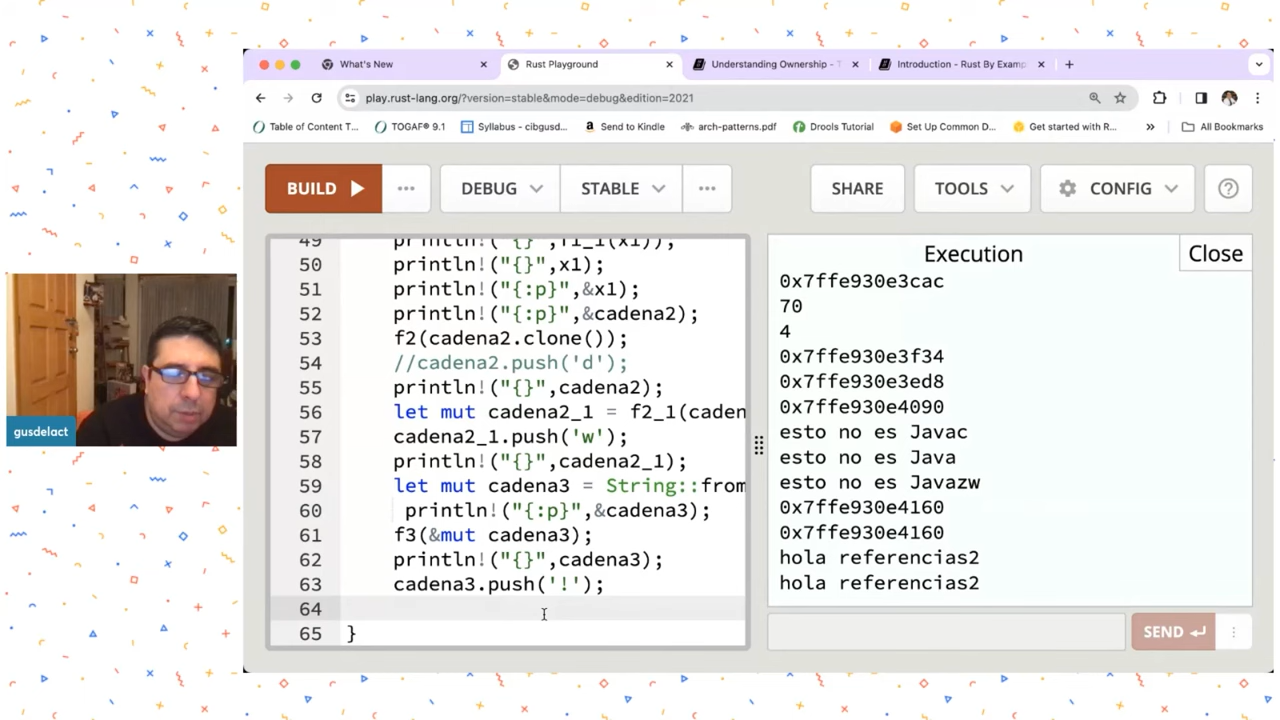 What's New
Rust Playground
Understanding Ownership - T
Introduction - Rust By Examp
play.rust-lang.org/?version=stable&mode=debug&edition=2021
Table of Content T...
TOGAF® 9.1
Syllabus - cibgusd...
Send to Kindle
arch-patterns.pdf
Drools Tutorial
Set Up Common D...
Get started with R...
All Bookmarks
BUILD
DEBUG
STABLE
SHARE
TOOLS
CONFIG
49 println!("{}",f1_1(x1));
50 println!("{}",x1);
51 println!("{:p}",&x1);
52 println!("{:p}",&cadena2);
53 f2(cadena2.clone());
54 //cadena2.push('d');
55 println!("{}",cadena2);
56 let mut cadena2_1 = f2_1(caden
57 cadena2_1.push('w');
58 println!("{}",cadena2_1);
59 let mut cadena3 = String::from
60 println!("{:p}",&cadena3);
61 f3(&mut cadena3);
62 println!("{}",cadena3);
63 cadena3.push('!');
64
65 }
Execution
Close
0x7ffe930e3cac
70
4
0x7ffe930e3f34
0x7ffe930e3ed8
0x7ffe930e4090
esto no es Javac
esto no es Java
esto no es Javazw
0x7ffe930e4160
0x7ffe930e4160
hola referencias2
hola referencias2
SEND
gusdelact